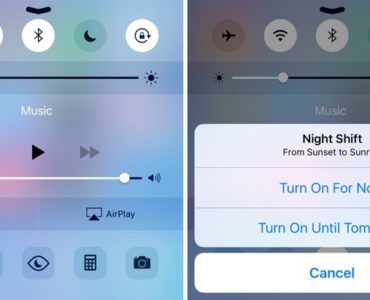 Music
AirPlay
Music
Night Shift
From Sunset to Sunr
Turn On For No
Turn On Until Tom
Cancel